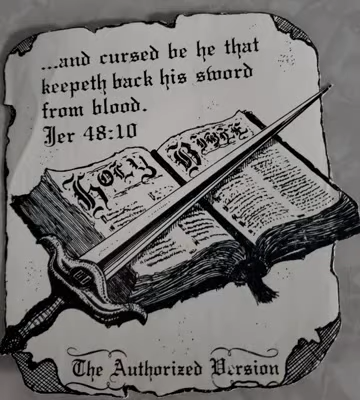 ...and cursed be he that
keepeth back his sword
from blood.
Jer 48:10
HOLY BIBLE
The Authorized Version